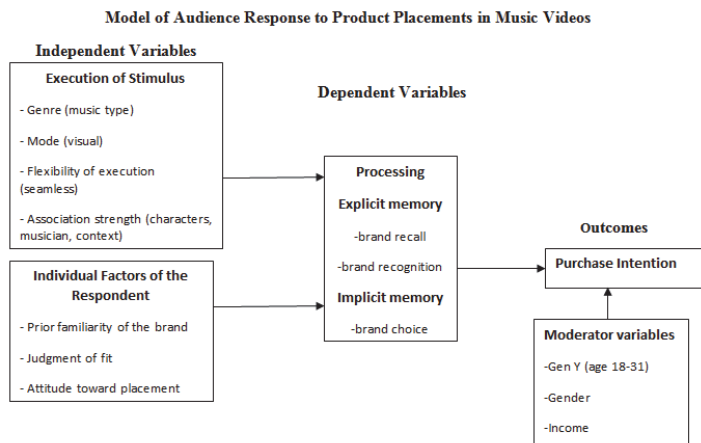 Model of Audience Response to Product Placements in Music Videos
Independent Variables
Execution of Stimulus
- Genre (music type)
- Mode (visual)
- Flexibility of execution
(seamless)
- Association strength (characters,
musician, context)
Individual Factors of the
Respondent
- Prior familiarity of the brand
- Judgment of fit
- Attitude toward placement
Dependent Variables
Processing
Explicit memory
-brand recall
-brand recognition
Implicit memory
-brand choice
Outcomes
Purchase Intention
Moderator variables
-Gen Y (age 18-31)
-Gender
-Income